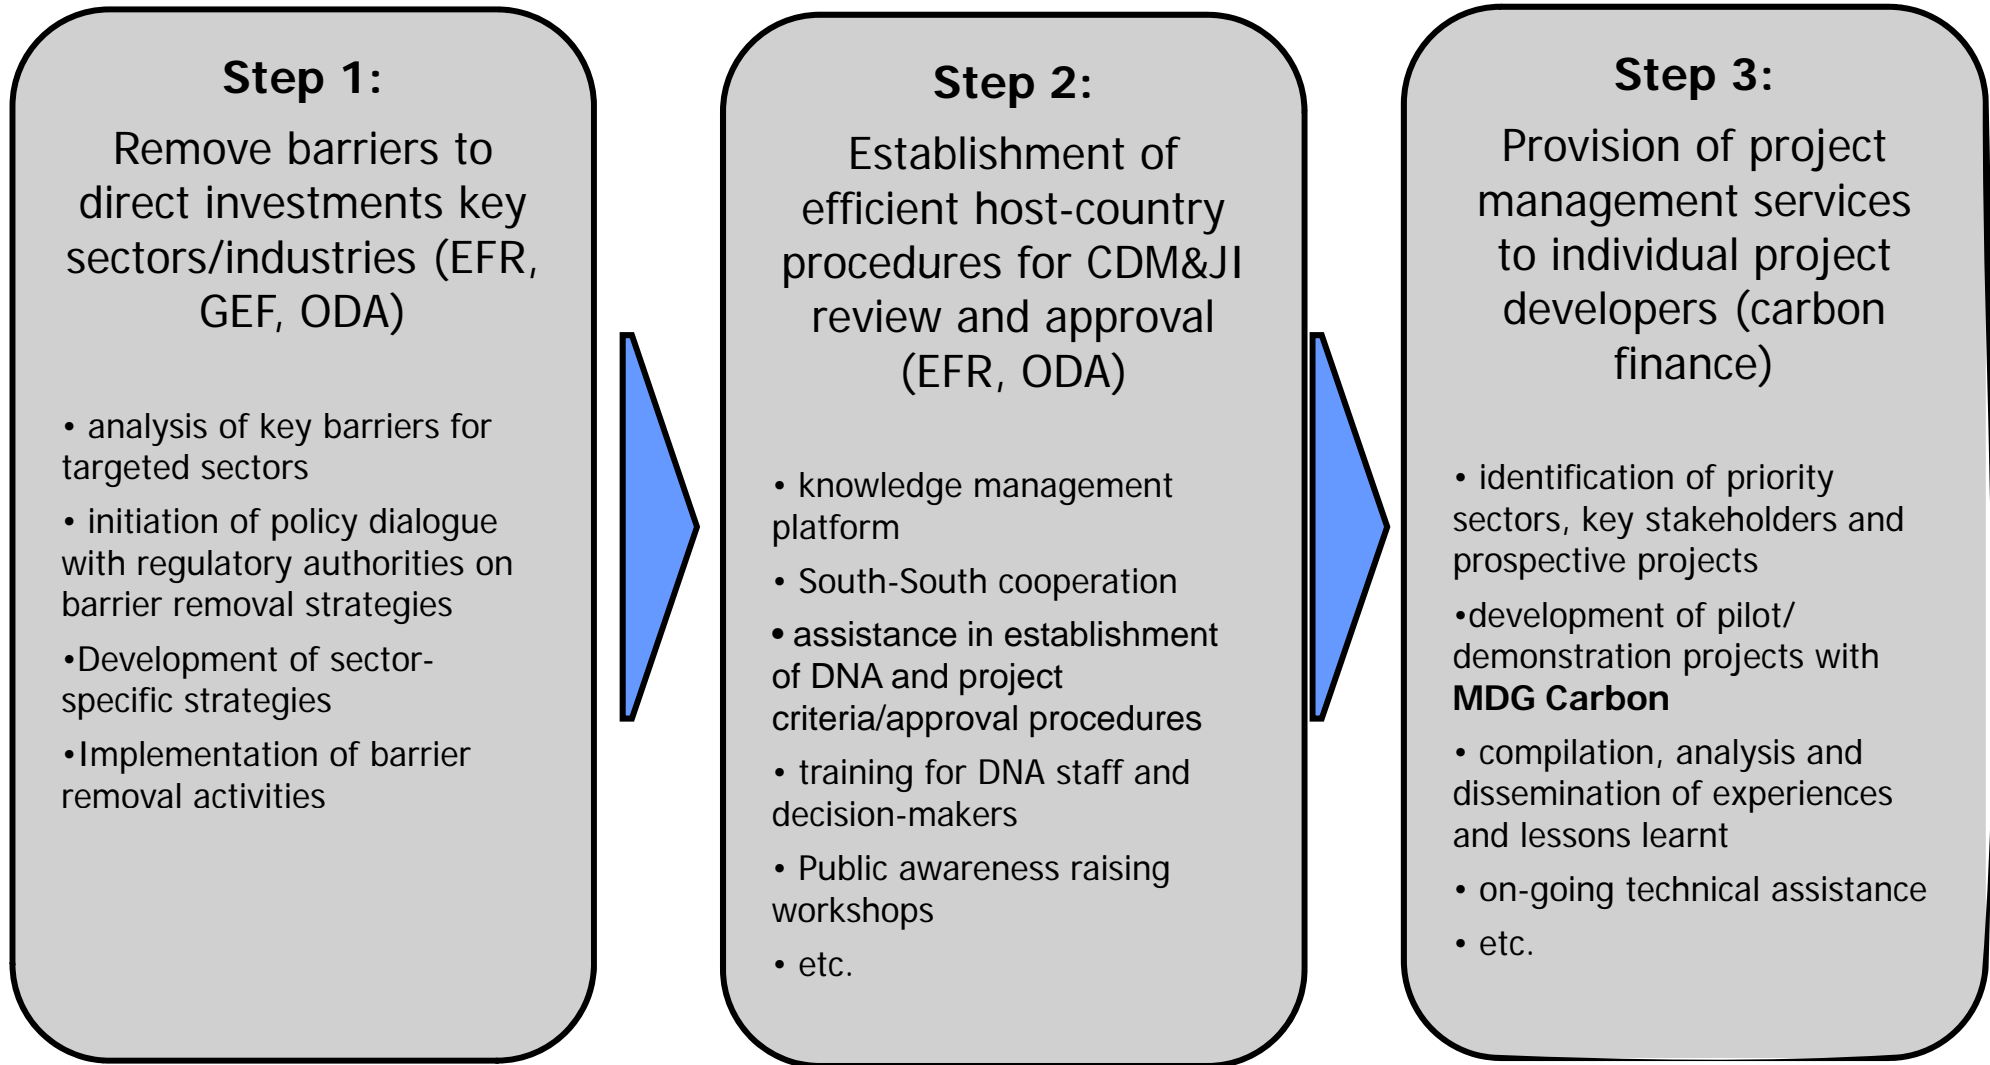 Step 1:
Remove barriers to
direct investments key
sectors/industries (EFR,
GEF, ODA)
• analysis of key barriers for
targeted sectors
• initiation of policy dialogue
with regulatory authorities on
barrier removal strategies
•Development of sector-
specific strategies
•Implementation of barrier
removal activities
Step 2:
Establishment of
efficient host-country
procedures for CDM&JI
review and approval
(EFR, ODA)
• knowledge management
platform
• South-South cooperation
• assistance in establishment
of DNA and project
criteria/approval procedures
• training for DNA staff and
decision-makers
• Public awareness raising
workshops
• etc.
Step 3:
Provision of project
management services
to individual project
developers (carbon
finance)
• identification of priority
sectors, key stakeholders and
prospective projects
•development of pilot/
demonstration projects with
MDG Carbon
• compilation, analysis and
dissemination of experiences
and lessons learnt
• on-going technical assistance
• etc.